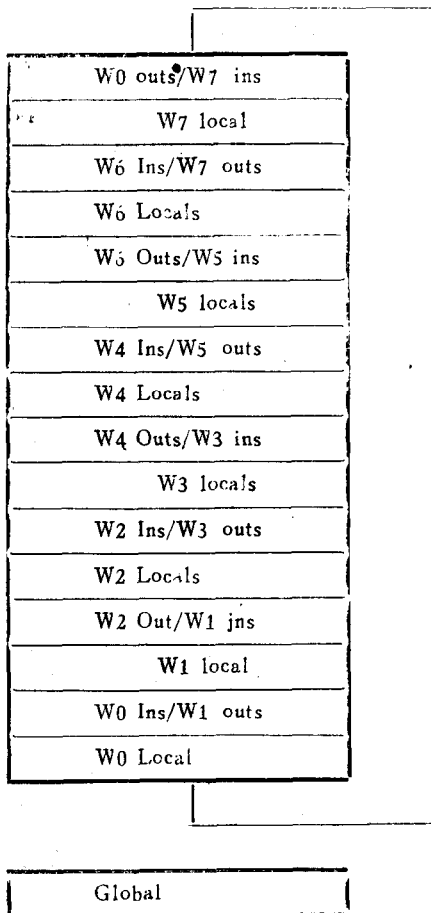 W0 outs/W7 ins
W7 local
W6 Ins/W7 outs
W6 Locals
W6 Outs/W5 ins
W5 locals
W4 Ins/W5 outs
W4 Locals
W4 Outs/W3 ins
W3 locals
W2 Ins/W3 outs
W2 Locals
W2 Out/W1 jns
W1 local
W0 Ins/W1 outs
W0 Local
Global